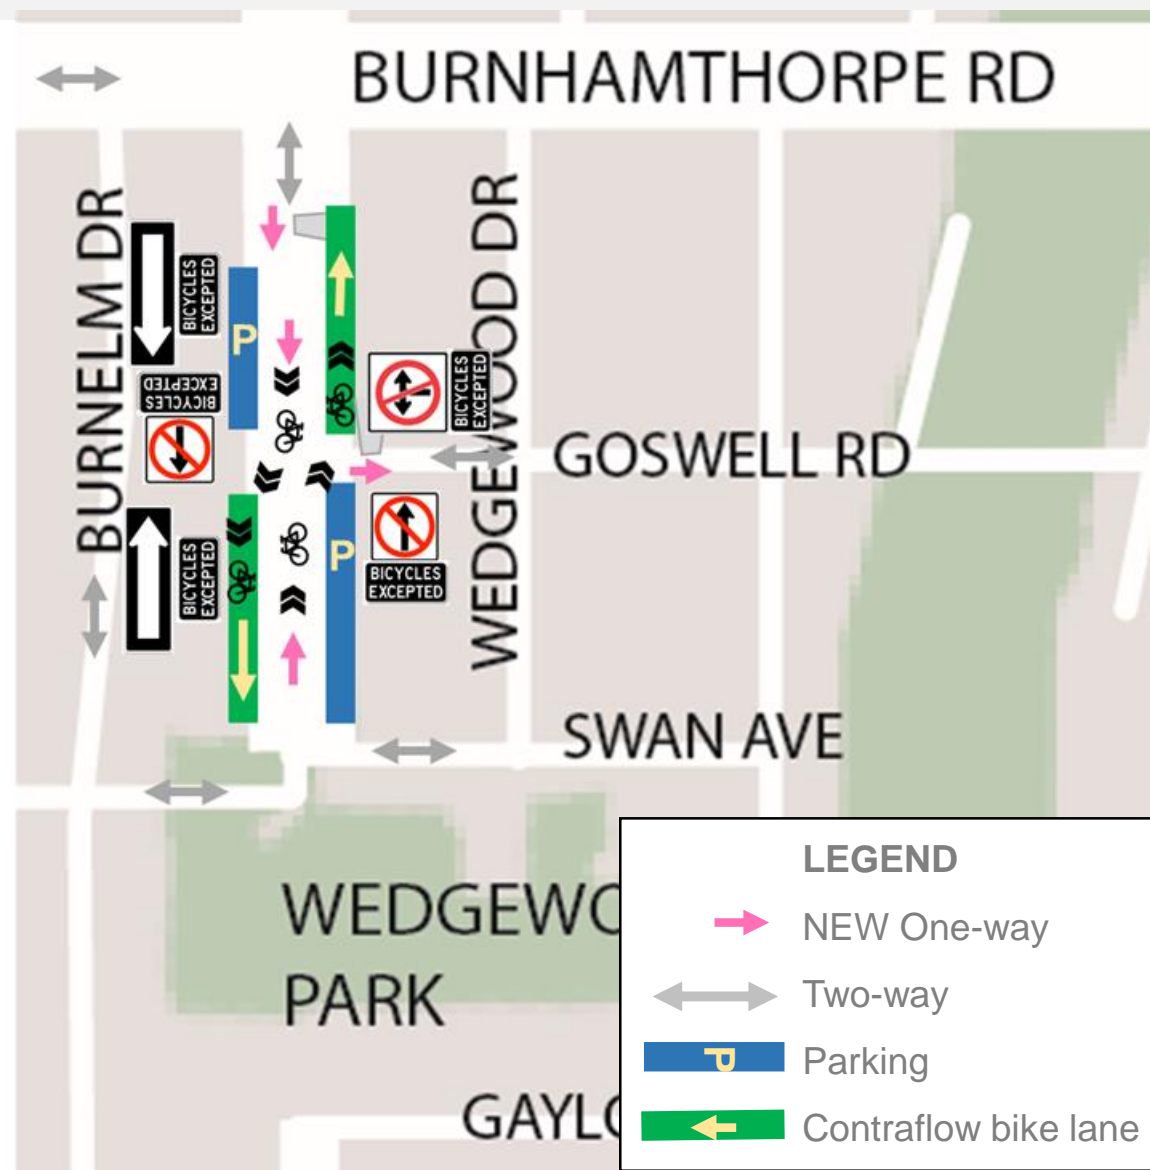 BURNHAMTHORPE RD
BURNELM DR
WEDGEWOOD DR
BICYCLES
EXCEPTED
P
BICYCLES
EXCEPTED
BICYCLES
EXCEPTED
GOSWELL RD
P
BICYCLES
EXCEPTED
BICYCLES
EXCEPTED
SWAN AVE
WEDGEWO
PARK
GAYLO
LEGEND
NEW One-way
Two-way
P
Parking
Contraflow bike lane